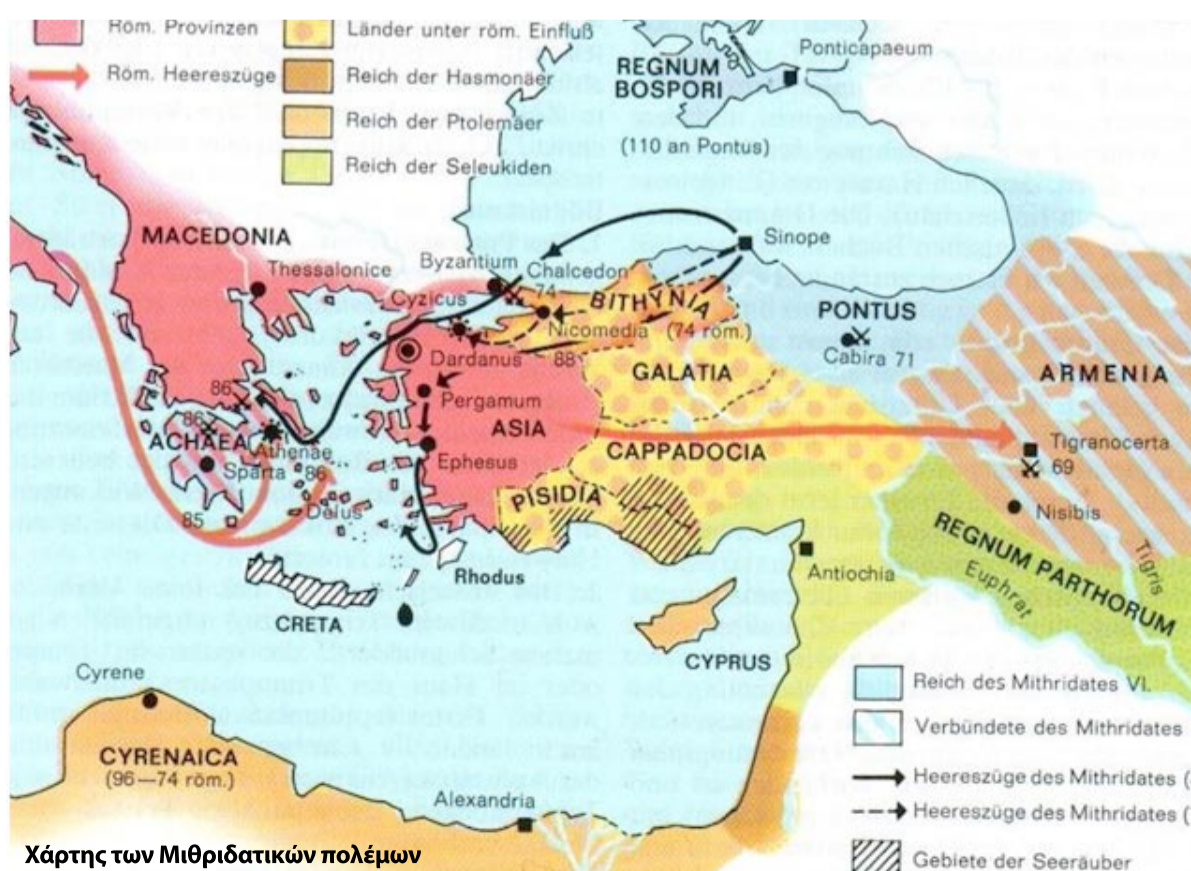 Röm. Provinzen
Röm. Heereszüge
Länder unter röm. Einfluß
Reich der Hasmonäer
Reich der Ptolemäer
Reich der Seleukiden
REGNUM
BOSPORI
(110 an Pontus)
Ponticapaeum
MACEDONIA
Thessalonice
Byzantium
Chalcedon
74
Sinope
Cyzicus
BITHYNIA
Nicomedia (74 röm.)
PONTUS
Cabira 71
Dardanus
88
GALATIA
ARMENIA
Pergamum
86
86
ACHAEA
ASIA
Athenae
Tigranocerta
69
CAPPADOCIA
Sparta
86
Ephesus
PISIDIA
Delus
85
Nisibis
REGNUM PARTHORUM
Tigris
Euphrat
Rhodus
Antiochia
CRETA
CYPRUS
Cyrene
CYRENAICA
(96—74 röm.)
Alexandria
Reich des Mithridates VI.
Verbündete des Mithridates
Heereszüge des Mithridates (
Heereszüge des Mithridates (
Gebiete der Seeräuber
Χάρτης των Μιθριδατικών πολέμων